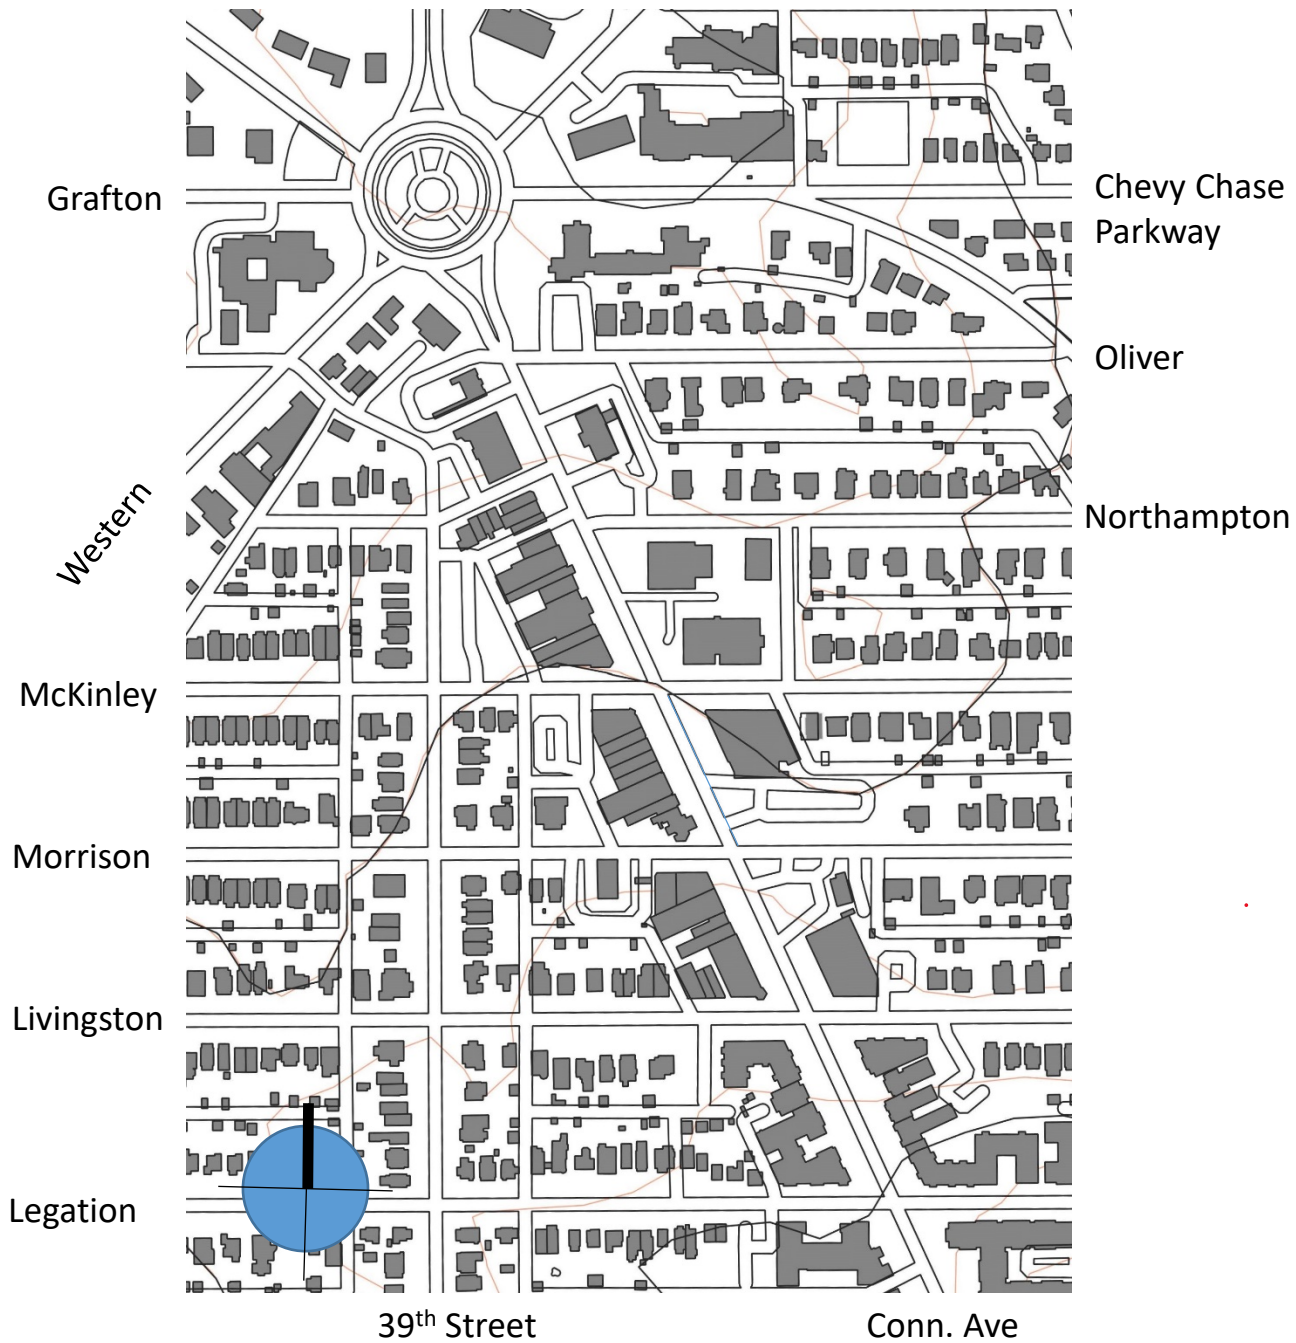 Grafton
Chevy Chase
Parkway
Oliver
Western
Northampton
McKinley
Morrison
Livingston
Legation
39th Street
Conn. Ave